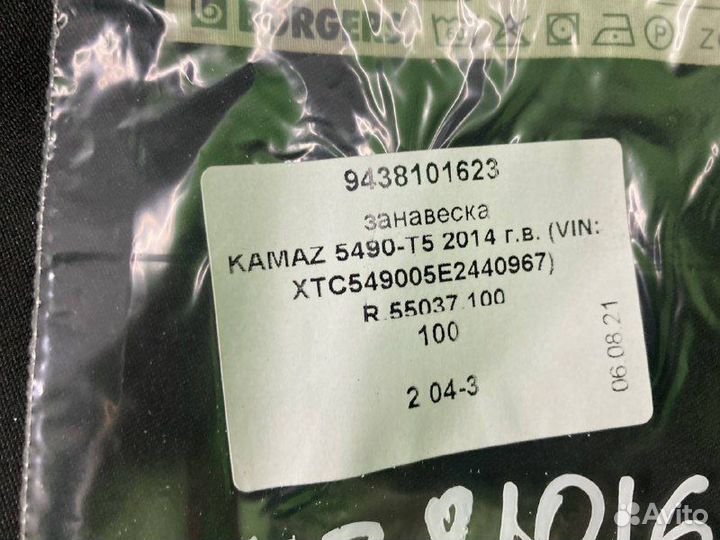 BORGERS
9438101623
занавеска
KAMAZ 5490-T5 2014 г.в. (VIN:
XTC549005E2440967)
R.55037.100
100
2 04-3
06.08.21
Avito